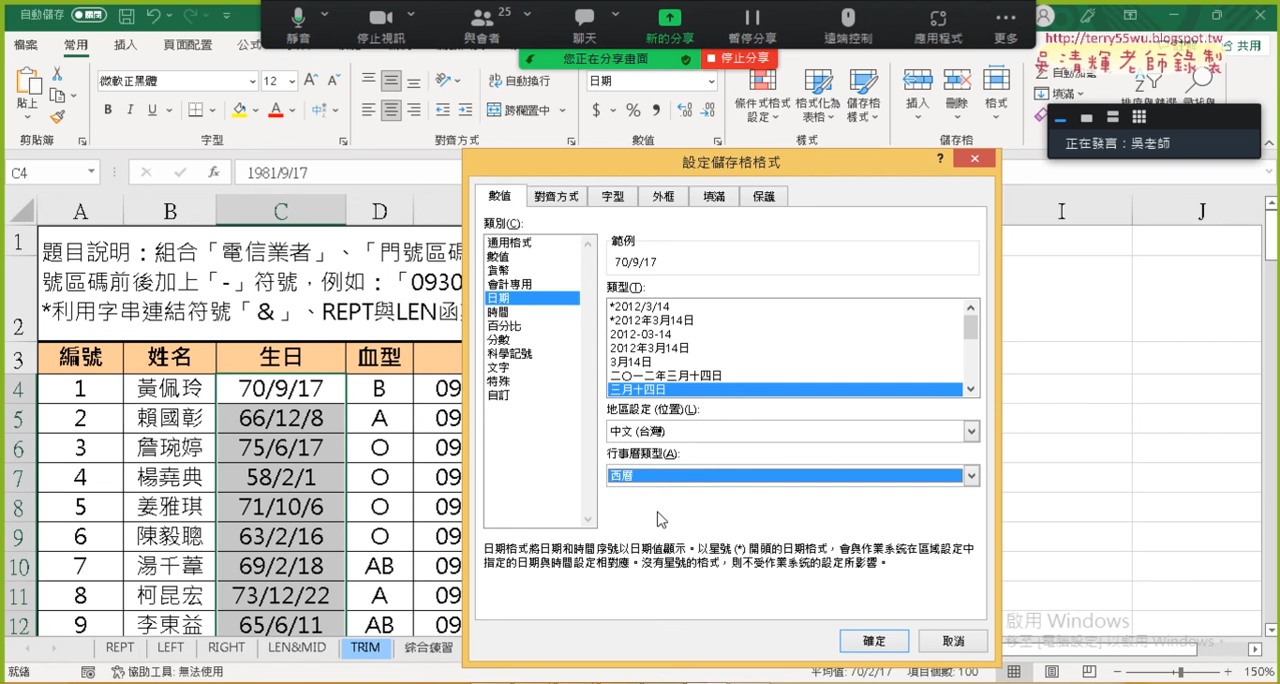 自動儲存
靜音
停止視訊
25
與會者
聊天
新的分享
暫停分享
遠端控制
應用程式
更多
您正在分享畫面
停止分享
http://terry55wu.blogspot.tw
吳清輝老師錄製
共用
檔案
常用
插入
頁面配置
公式
貼上
微軟正黑體
12
B I U
自動換行
跨欄置中
日期
$ % ,
條件式格式設定
格式化為表格
儲存格樣式
插入
刪除
格式
填滿
剪貼簿
字型
對齊方式
數值
樣式
儲存格
正在發言：吳老師
C4
fx
1981/9/17
A B C D I J
1
題目說明：組合「電信業者」、「門號區碼
2
號區碼前後加上「-」符號，例如：「0930
*利用字串連結符號「＆」、REPT與LEN函
3 編號 姓名 生日 血型
4 1 黃佩玲 70/9/17 B 09
5 2 賴國彰 66/12/8 A 09
6 3 詹琬婷 75/6/17 O 09
7 4 楊堯典 58/2/1 O 09
8 5 姜雅琪 71/10/6 O 09
9 6 陳毅聰 63/2/16 O 09
10 7 湯千葦 69/2/18 AB 09
11 8 柯昆宏 73/12/22 A 09
12 9 李東益 65/6/11 AB 09
設定儲存格格式
?
數值 對齊方式 字型 外框 填滿 保護
類別(C):
通用格式
數值
貨幣
會計專用
日期
時間
百分比
分數
科學記號
文字
特殊
自訂
範例
70/9/17
類型(T):
*2012/3/14
*2012年3月14日
2012-03-14
2012年3月14日
3月14日
二〇一二年三月十四日
三月十四日
地區設定 (位置)(L):
中文 (台灣)
行事曆類型(A):
西曆
日期格式將日期和時間序號以日期值顯示。以星號 (*) 開頭的日期格式，會與作業系統在區域設定中
指定的日期與時間設定相對應。沒有星號的格式，則不受作業系統的設定所影響。
確定
取消
啟用 Windows
移至 [電腦設定] 以啟用 Windows。
REPT LEFT RIGHT LEN&MID TRIM 綜合練習
就緒
協助工具: 無法使用
平均值: 70/2/17
項目個數: 100
150%